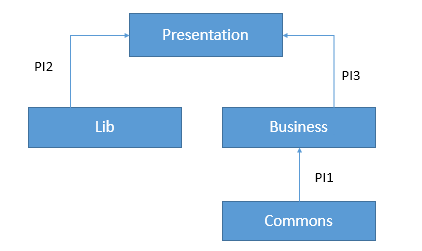 Presentation
PI2
PI3
Lib
Business
PI1
Commons